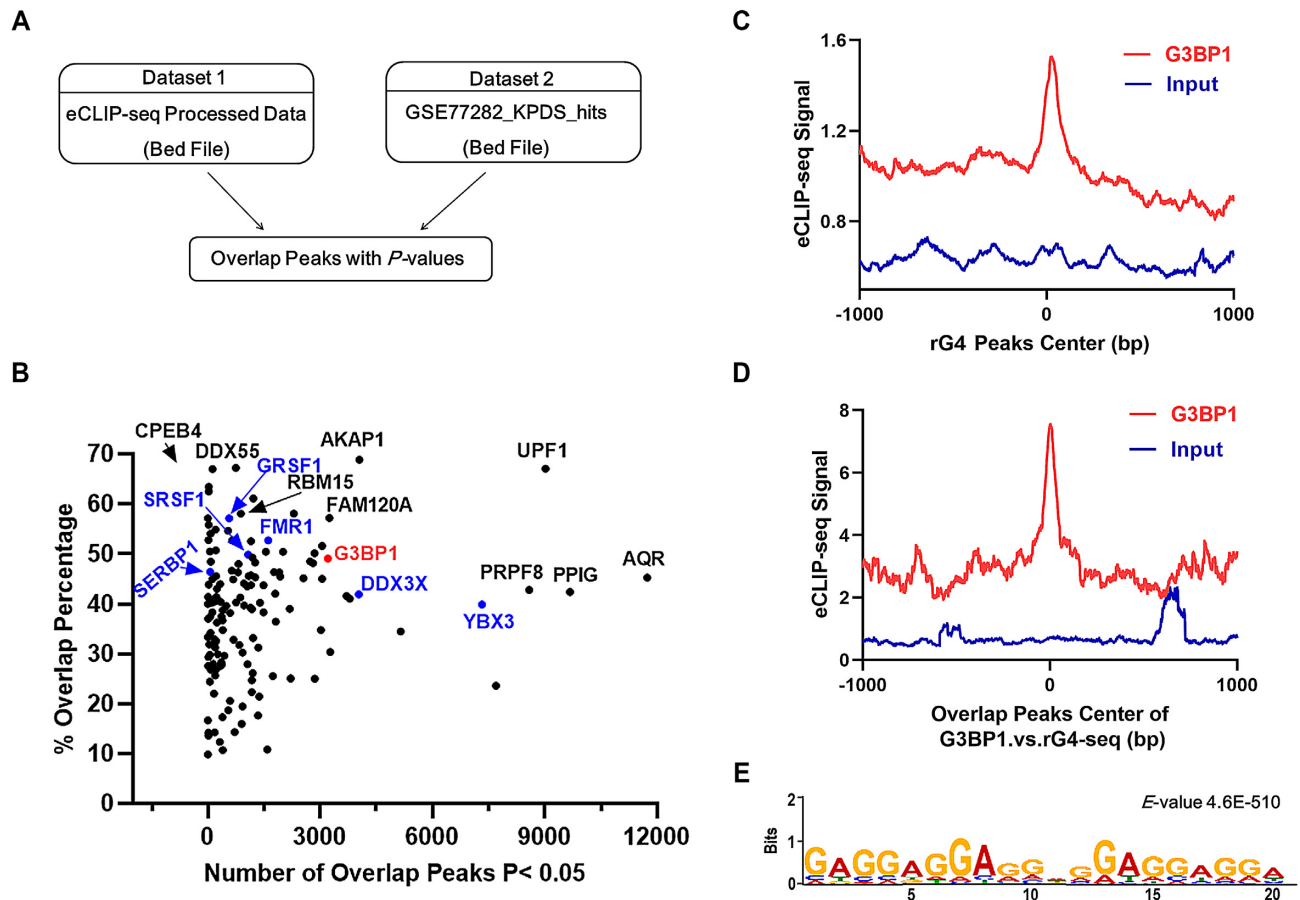 A
Dataset 1
eCLIP-seq Processed Data
(Bed File)
Dataset 2
GSE77282_KPDS_hits
(Bed File)
Overlap Peaks with P-values
B
% Overlap Percentage
70
60
50
40
30
20
10
0
CPEB4
DDX55
GRSF1
AKAP1
UPF1
SRSF1
RBM15
FAM120A
FMR1
G3BP1
SERBP1
DDX3X
PRPF8
PPIG
AQR
YBX3
0
3000
6000
9000
12000
Number of Overlap Peaks P< 0.05
C
eCLIP-seq Signal
1.6
1.2
0.8
G3BP1
Input
-1000
0
1000
rG4 Peaks Center (bp)
D
eCLIP-seq Signal
8
6
4
2
0
G3BP1
Input
-1000
0
1000
Overlap Peaks Center of
G3BP1.vs.rG4-seq (bp)
E
Bits
2
1
0
E-value 4.6E-510
GAGGAGGAGG GGAGGAGGA
5
10
15
20